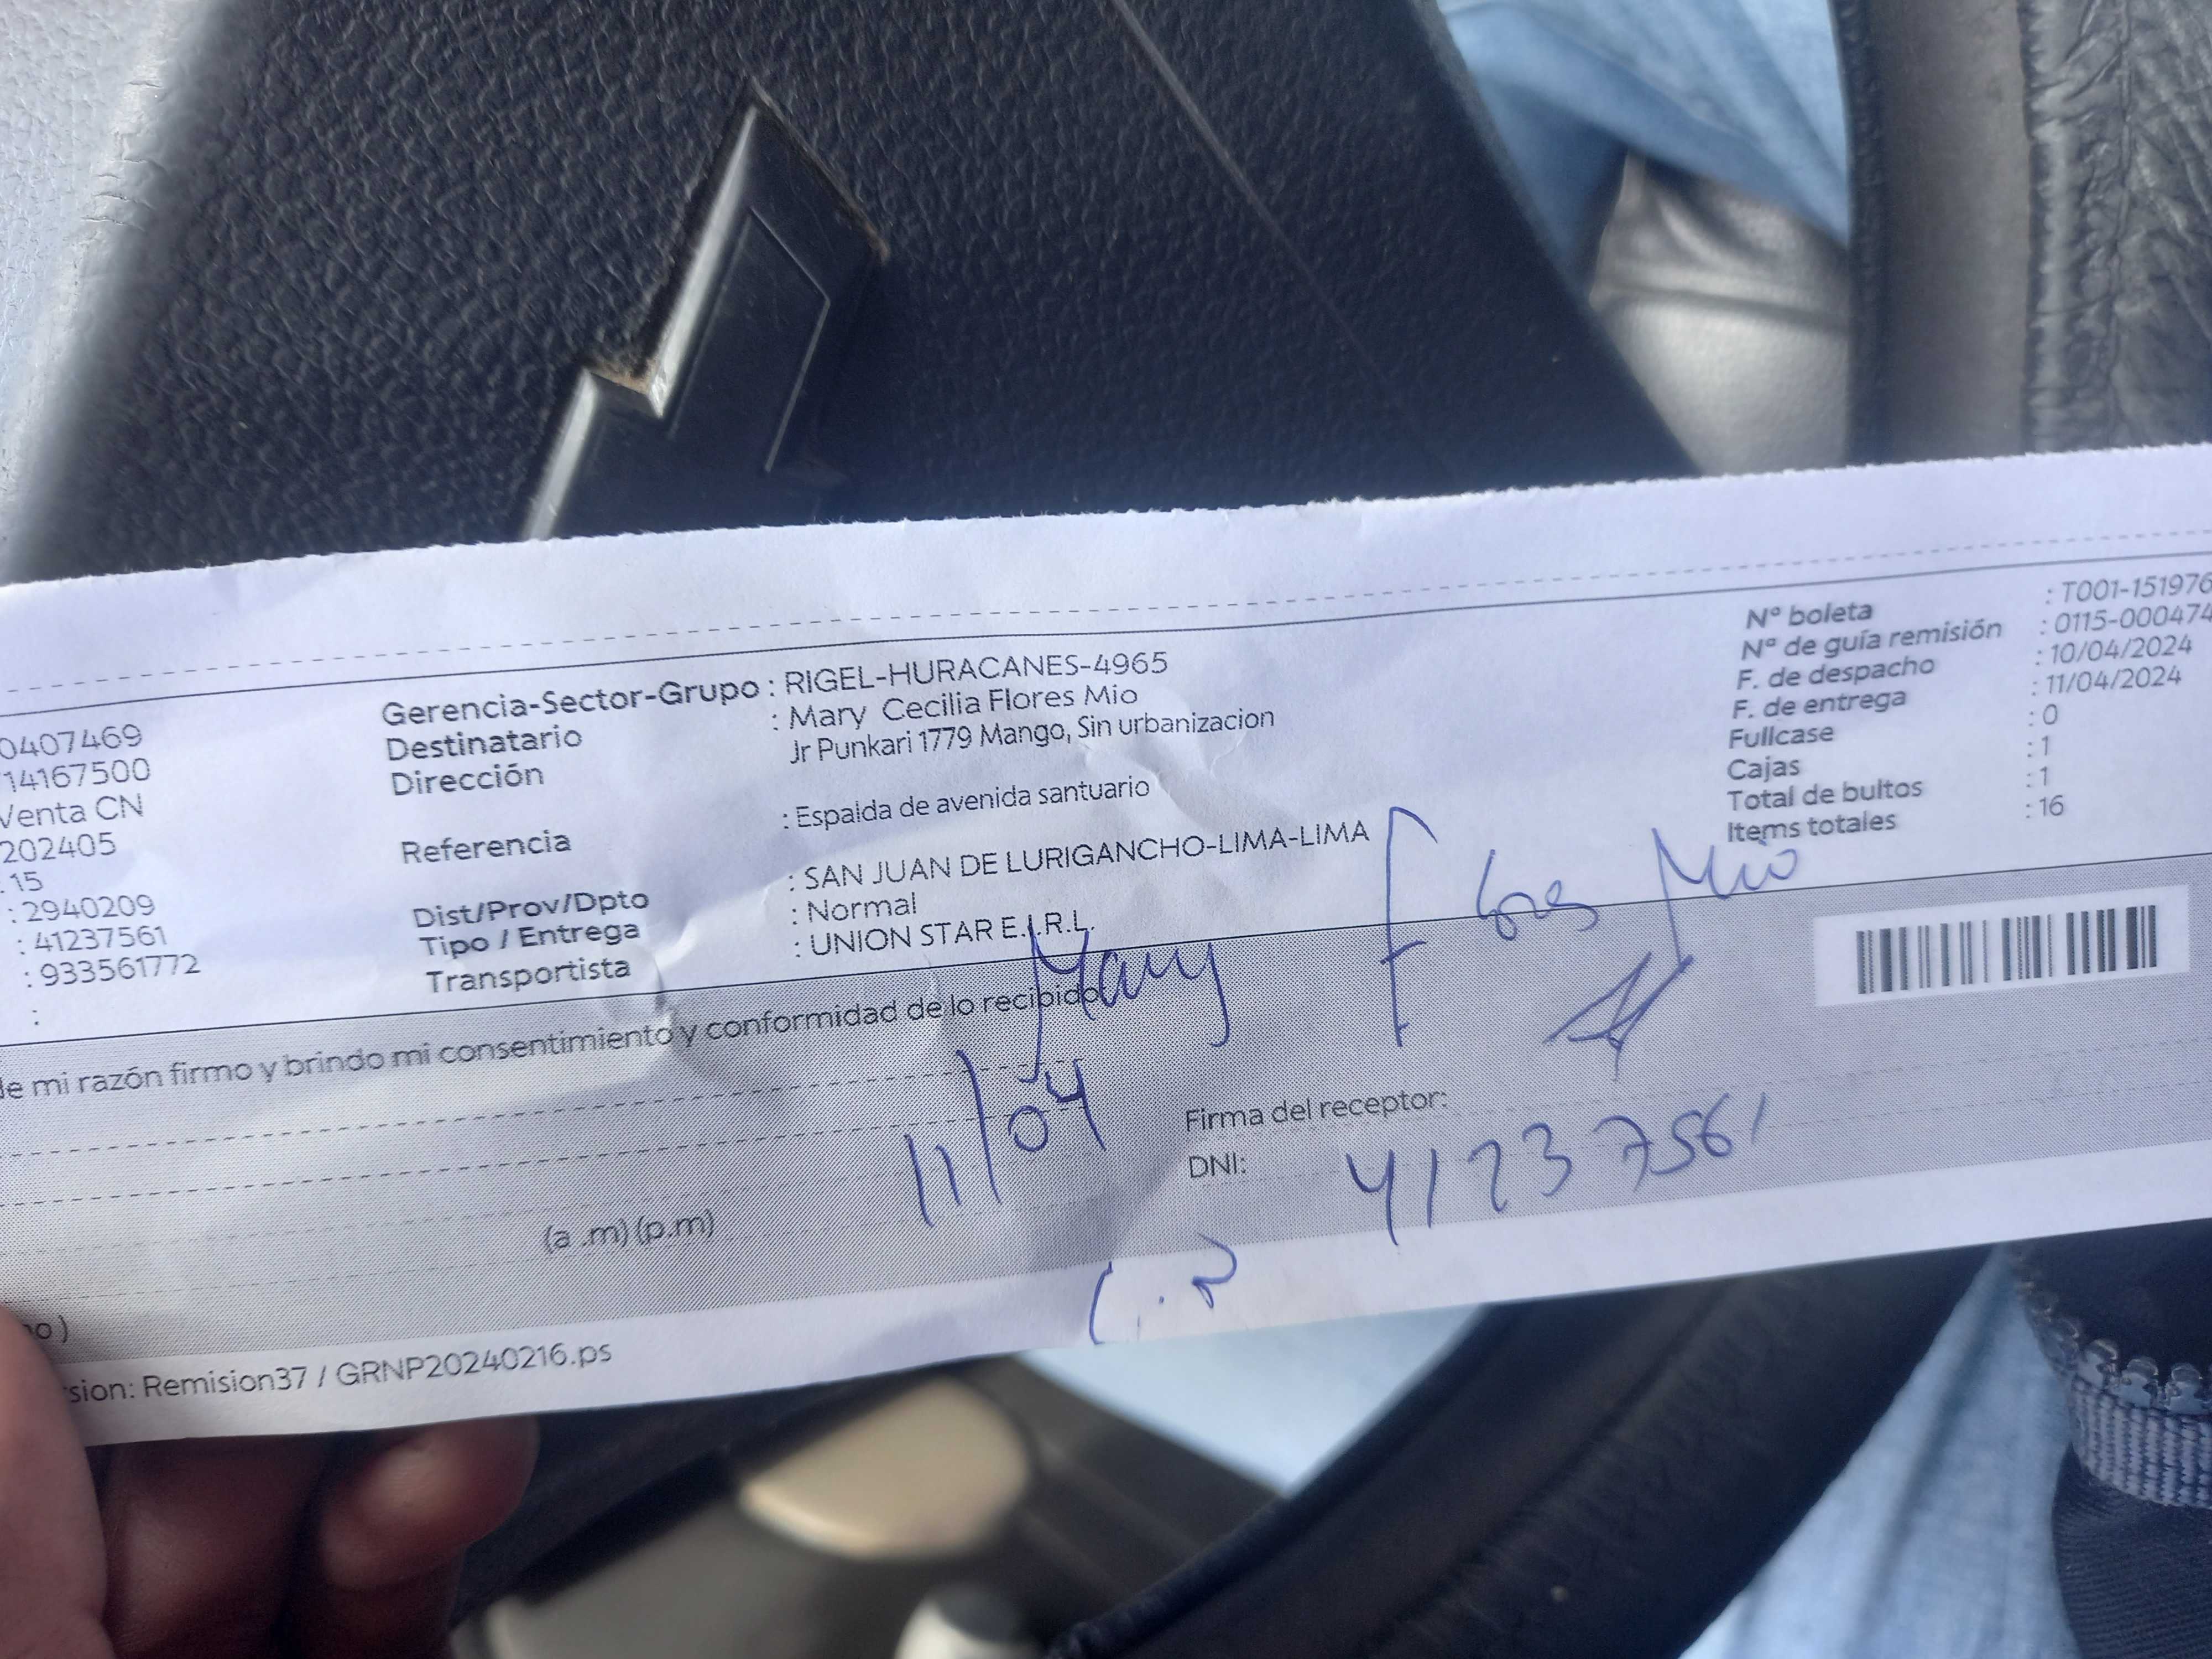 Nº boleta : T001-151976
Nª de guía remisión : 0115-000474
F. de despacho : 10/04/2024
F. de entrega : 11/04/2024
Fullcase : 0
Cajas : 1
Total de bultos : 1
Items totales : 16
Gerencia-Sector-Grupo : RIGEL-HURACANES-4965
Destinatario : Mary Cecilia Flores Mio
Dirección Jr Punkari 1779 Mango, Sin urbanizacion
Referencia : Espalda de avenida santuario
Dist/Prov/Dpto : SAN JUAN DE LURIGANCHO-LIMA-LIMA
Tipo / Entrega : Normal
Transportista : UNION STAR E.I.R.L.
0407469
14167500
Venta CN
202405
: 15
: 2940209
: 41237561
: 933561772
:
de mi razón firmo y brindo mi consentimiento y conformidad de lo recibido
Mary Flores Mio
11/04
Firma del receptor:
DNI: 41237561
(a .m) (p.m)
no )
sion: Remision37 / GRNP20240216.ps